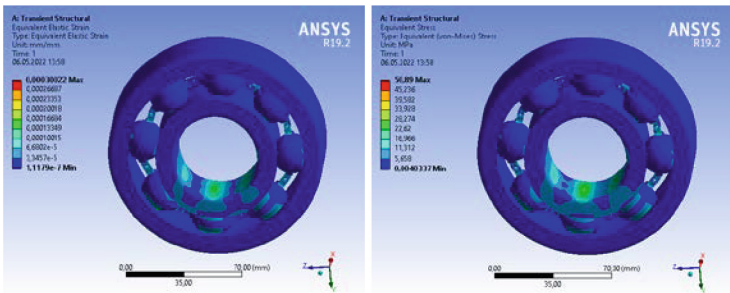 A: Transient Structural
Equivalent Elastic Strain
Type: Equivalent Elastic Strain
Unit: mm/mm
Time: 1
06.05.2022 13:58
0,00030022 Max
0,00026687
0,00023353
0,00020018
0,00016684
0,00013349
0,00010015
6,6802e-5
3,3457e-5
1,1179e-7 Min
ANSYS
R19.2
0,00
70,00 (mm)
35,00
Z
X
Y
A: Transient Structural
Equivalent Stress
Type: Equivalent (von-Mises) Stress
Unit: MPa
Time: 1
06.05.2022 13:58
50,89 Max
45,236
39,582
33,928
28,274
22,62
16,966
11,312
5,658
0,0040337 Min
ANSYS
R19.2
0,00
70,00 (mm)
35,00
Z
X
Y